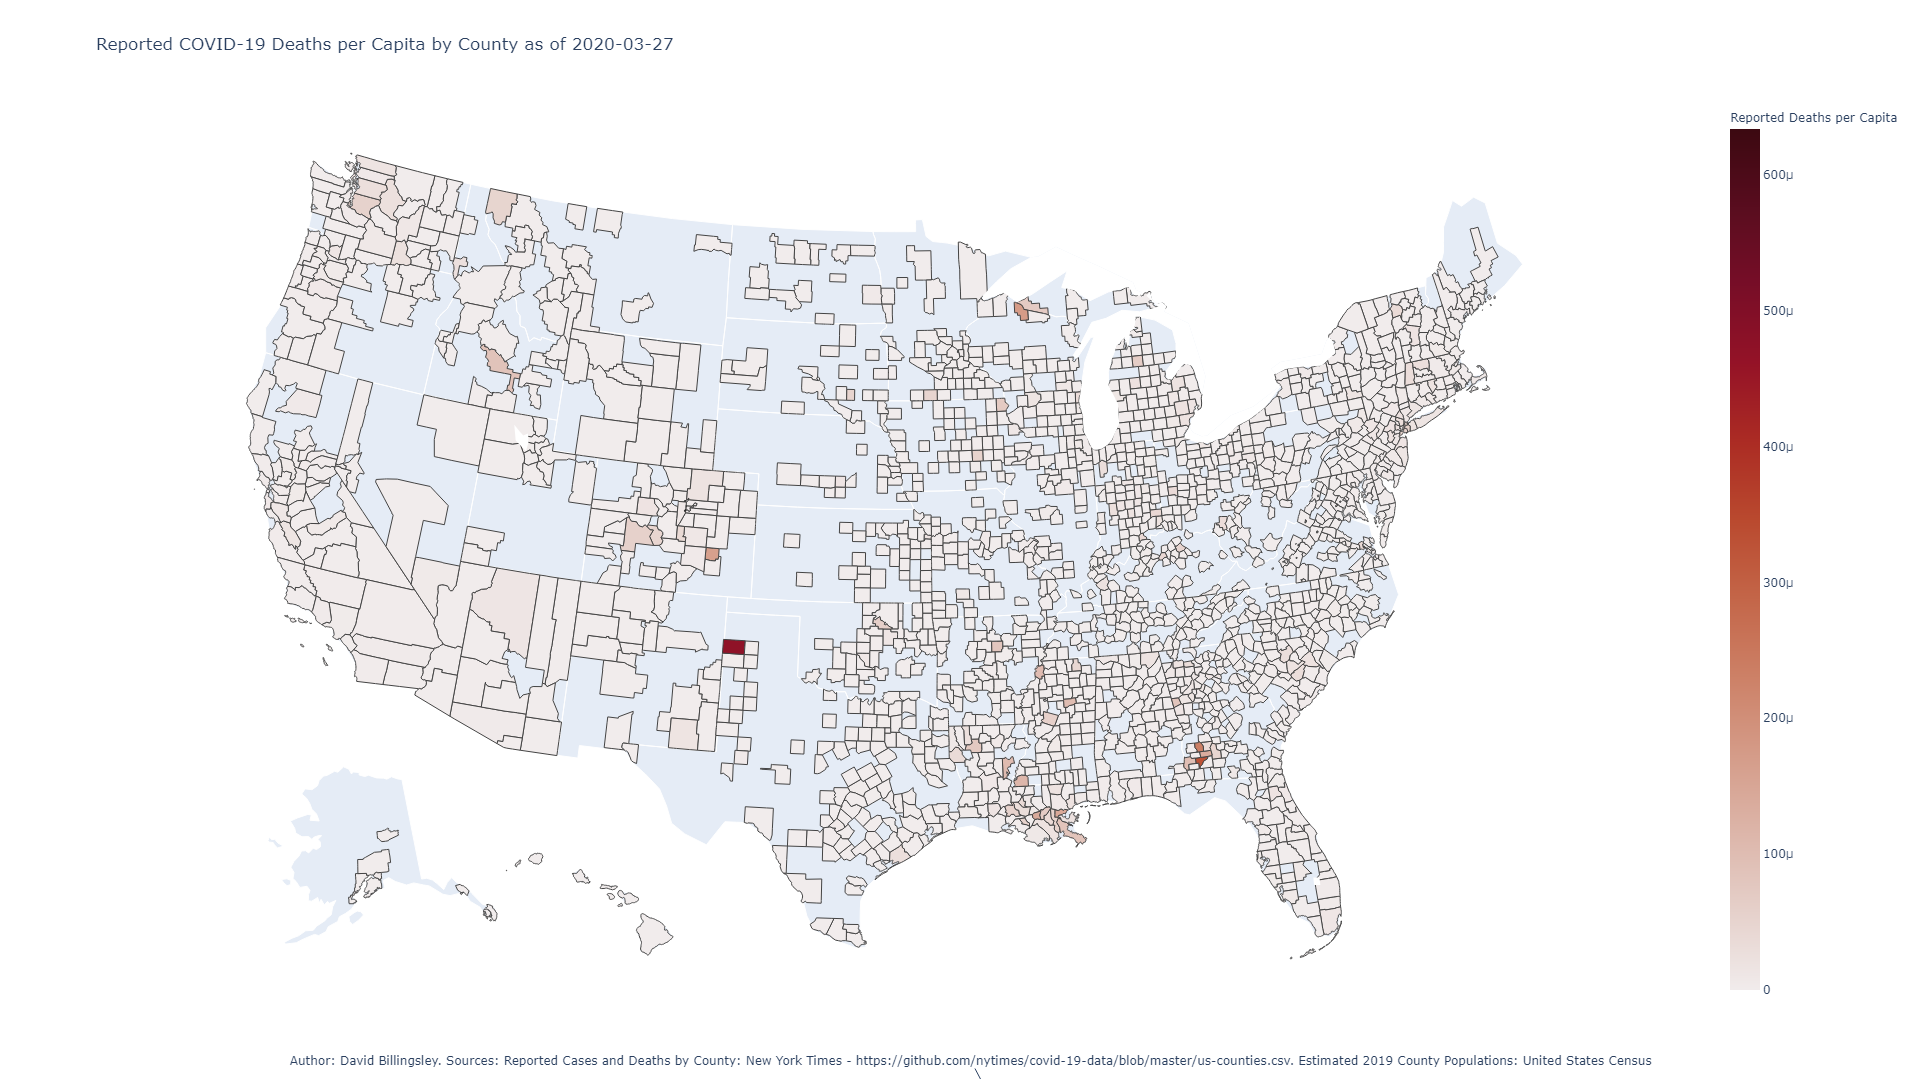 Reported COVID-19 Deaths per Capita by County as of 2020-03-27
Reported Deaths per Capita
600µ
500µ
400µ
300µ
200µ
100µ
0
Author: David Billingsley. Sources: Reported Cases and Deaths by County: New York Times - https://github.com/nytimes/covid-19-data/blob/master/us-counties.csv. Estimated 2019 County Populations: United States Census